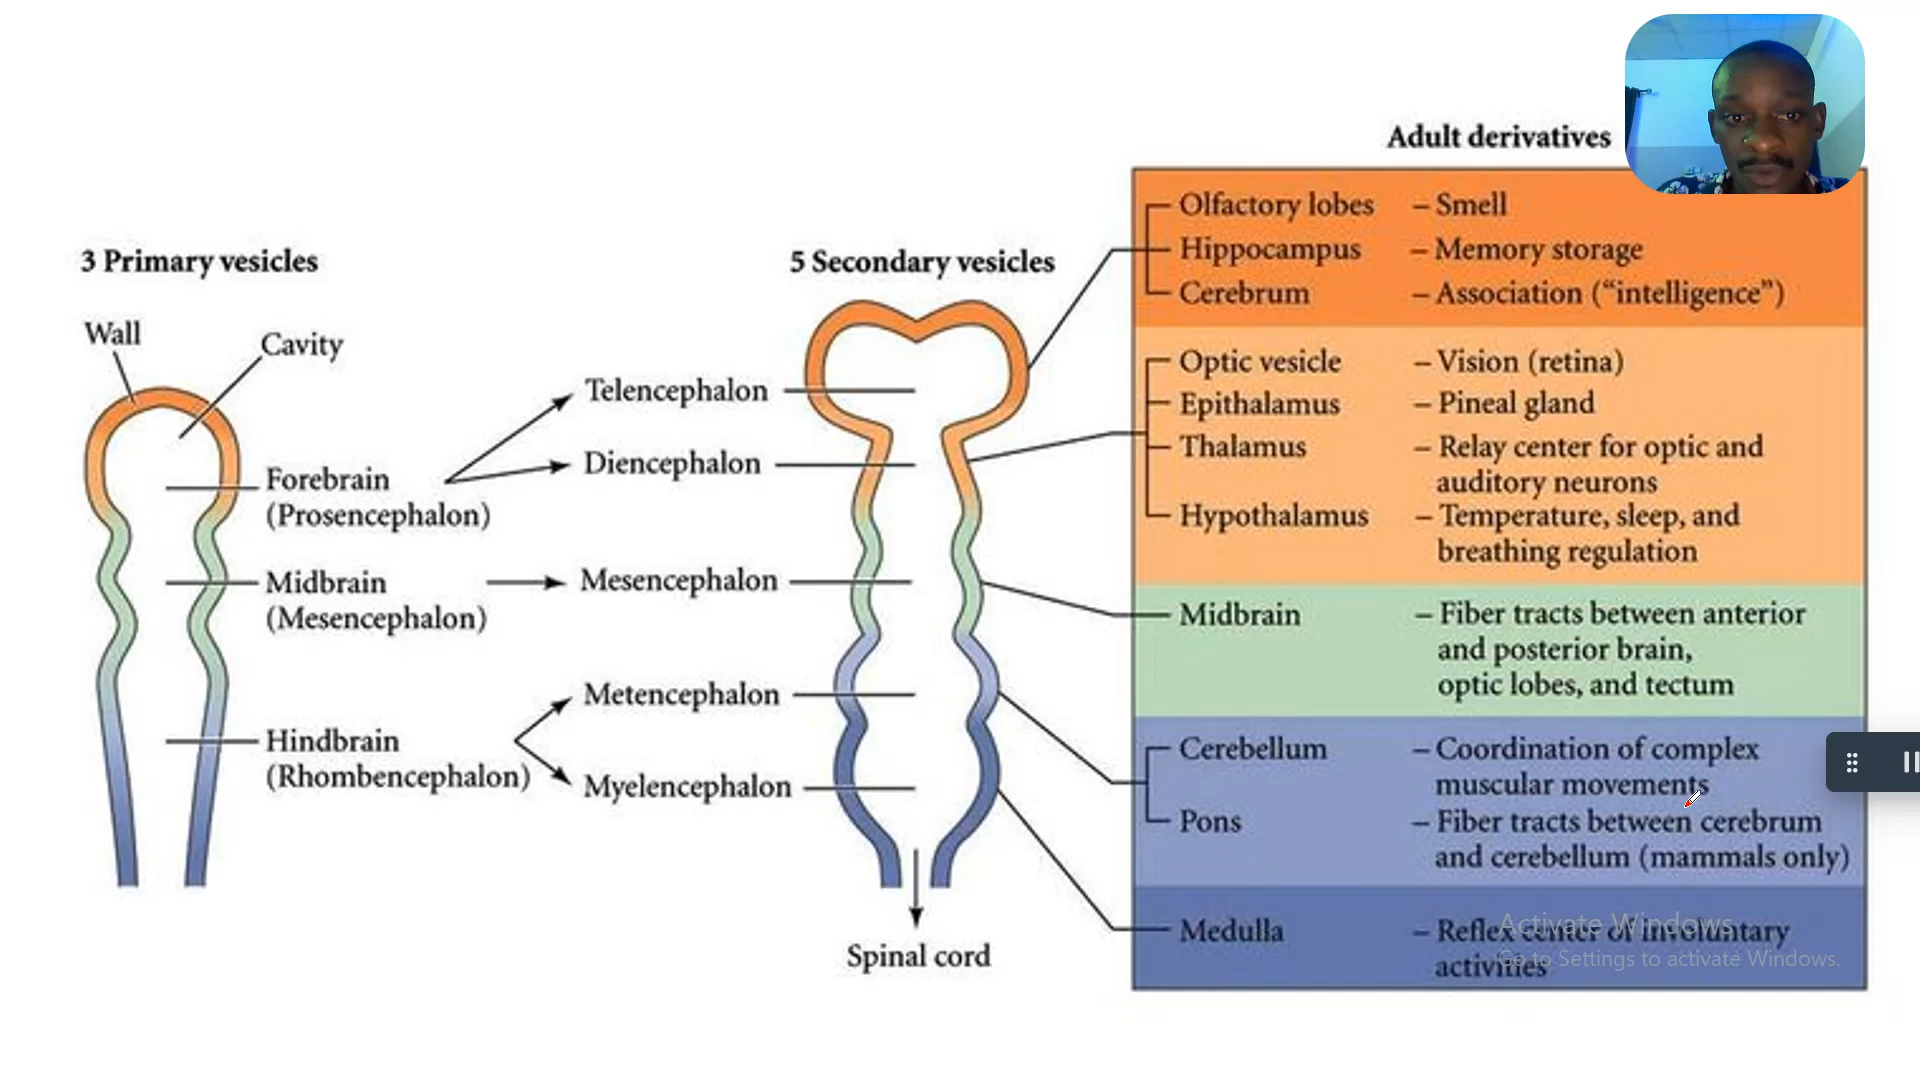 Adult derivatives
3 Primary vesicles
5 Secondary vesicles
Wall
Cavity
Forebrain
(Prosencephalon)
Midbrain
(Mesencephalon)
Hindbrain
(Rhombencephalon)
Telencephalon
Diencephalon
Mesencephalon
Metencephalon
Myelencephalon
Spinal cord
Olfactory lobes – Smell
Hippocampus – Memory storage
Cerebrum – Association (“intelligence”)
Optic vesicle – Vision (retina)
Epithalamus – Pineal gland
Thalamus – Relay center for optic and
auditory neurons
Hypothalamus – Temperature, sleep, and
breathing regulation
Midbrain – Fiber tracts between anterior
and posterior brain,
optic lobes, and tectum
Cerebellum – Coordination of complex
muscular movements
Pons – Fiber tracts between cerebrum
and cerebellum (mammals only)
Medulla – Reflex center of involuntary
activities
Activate Windows
Go to Settings to activate Windows.